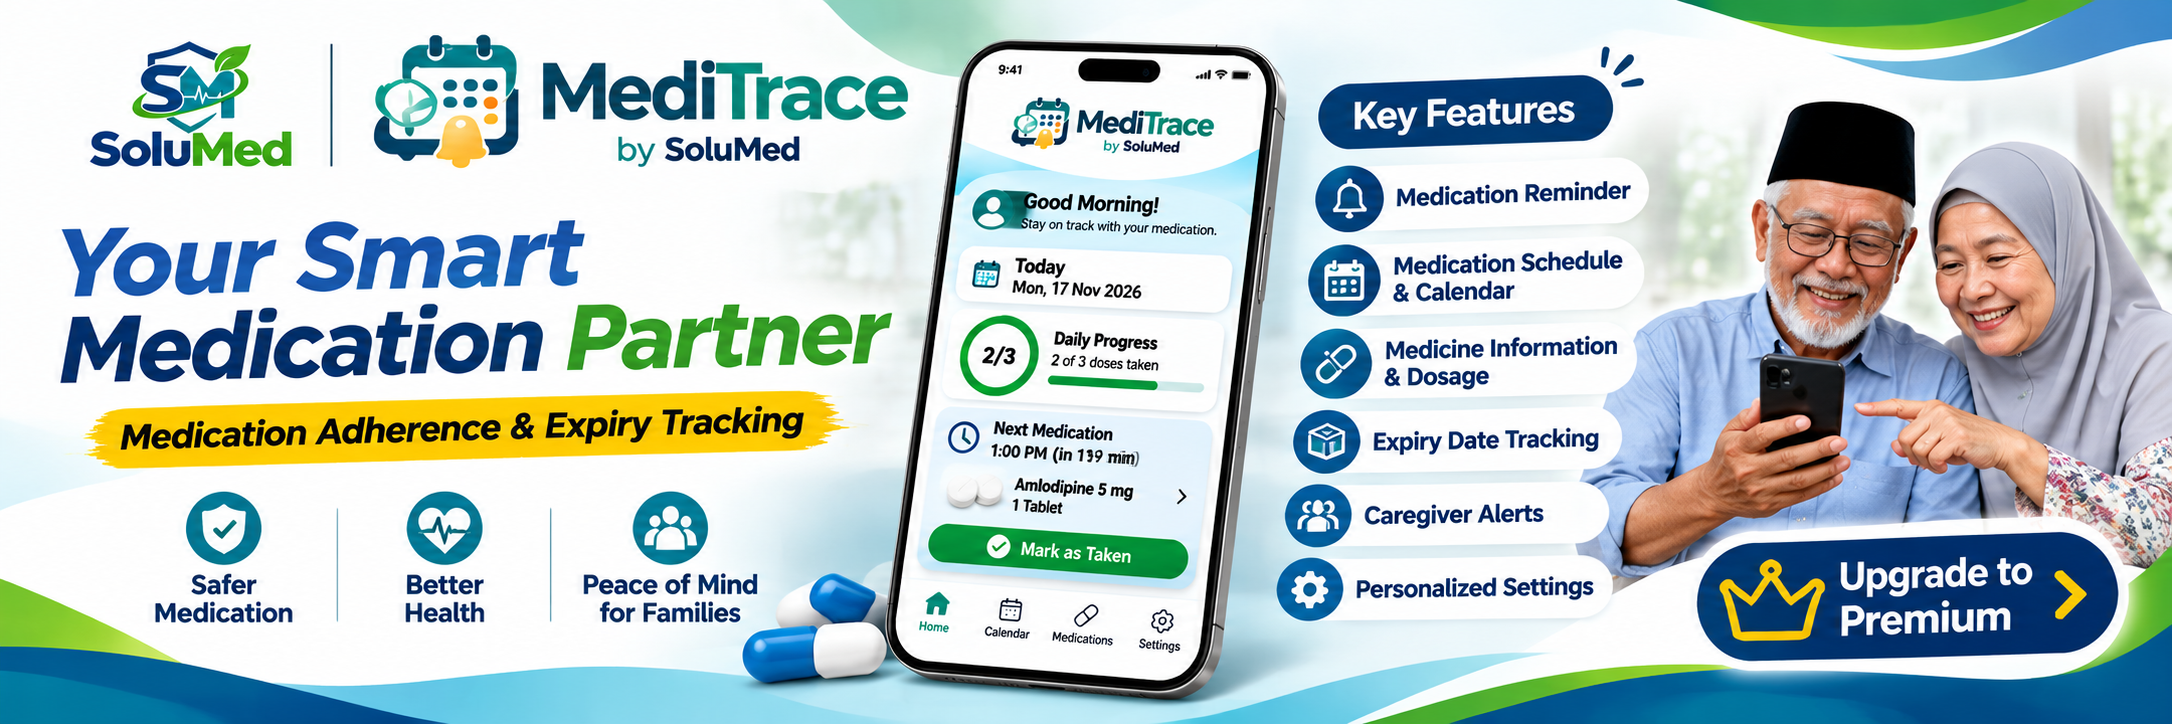 SM
SoluMed
MediTrace
by SoluMed
Your Smart
Medication Partner
Medication Adherence & Expiry Tracking
Safer
Medication
Better
Health
Peace of Mind
for Families
9:41
MediTrace
by SoluMed
Good Morning!
Stay on track with your medication.
Today
Mon, 17 Nov 2026
2/3
Daily Progress
2 of 3 doses taken
Next Medication
1:00 PM (in 139 min)
Amlodipine 5 mg
1 Tablet
Mark as Taken
Home
Calendar
Medications
Settings
Key Features
Medication Reminder
Medication Schedule
& Calendar
Medicine Information
& Dosage
Expiry Date Tracking
Caregiver Alerts
Personalized Settings
Upgrade to
Premium